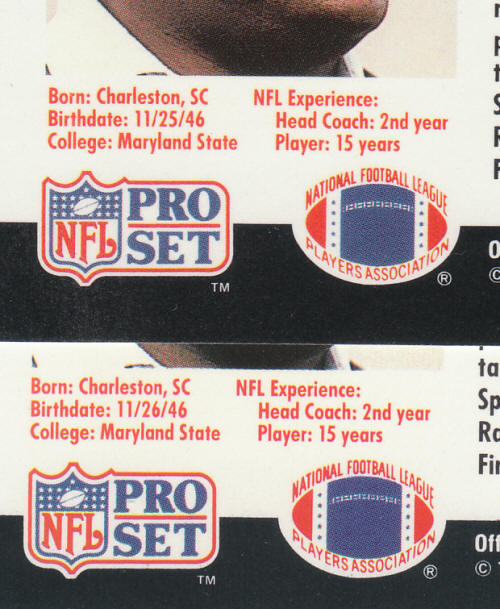 Born: Charleston, SC
Birthdate: 11/25/46
College: Maryland State
NFL Experience:
Head Coach: 2nd year
Player: 15 years
NFL PRO SET
TM
NATIONAL FOOTBALL LEAGUE
PLAYERS ASSOCIATION
®
©
Born: Charleston, SC
Birthdate: 11/26/46
College: Maryland State
NFL Experience:
Head Coach: 2nd year
Player: 15 years
NFL PRO SET
TM
NATIONAL FOOTBALL LEAGUE
PLAYERS ASSOCIATION
®
©